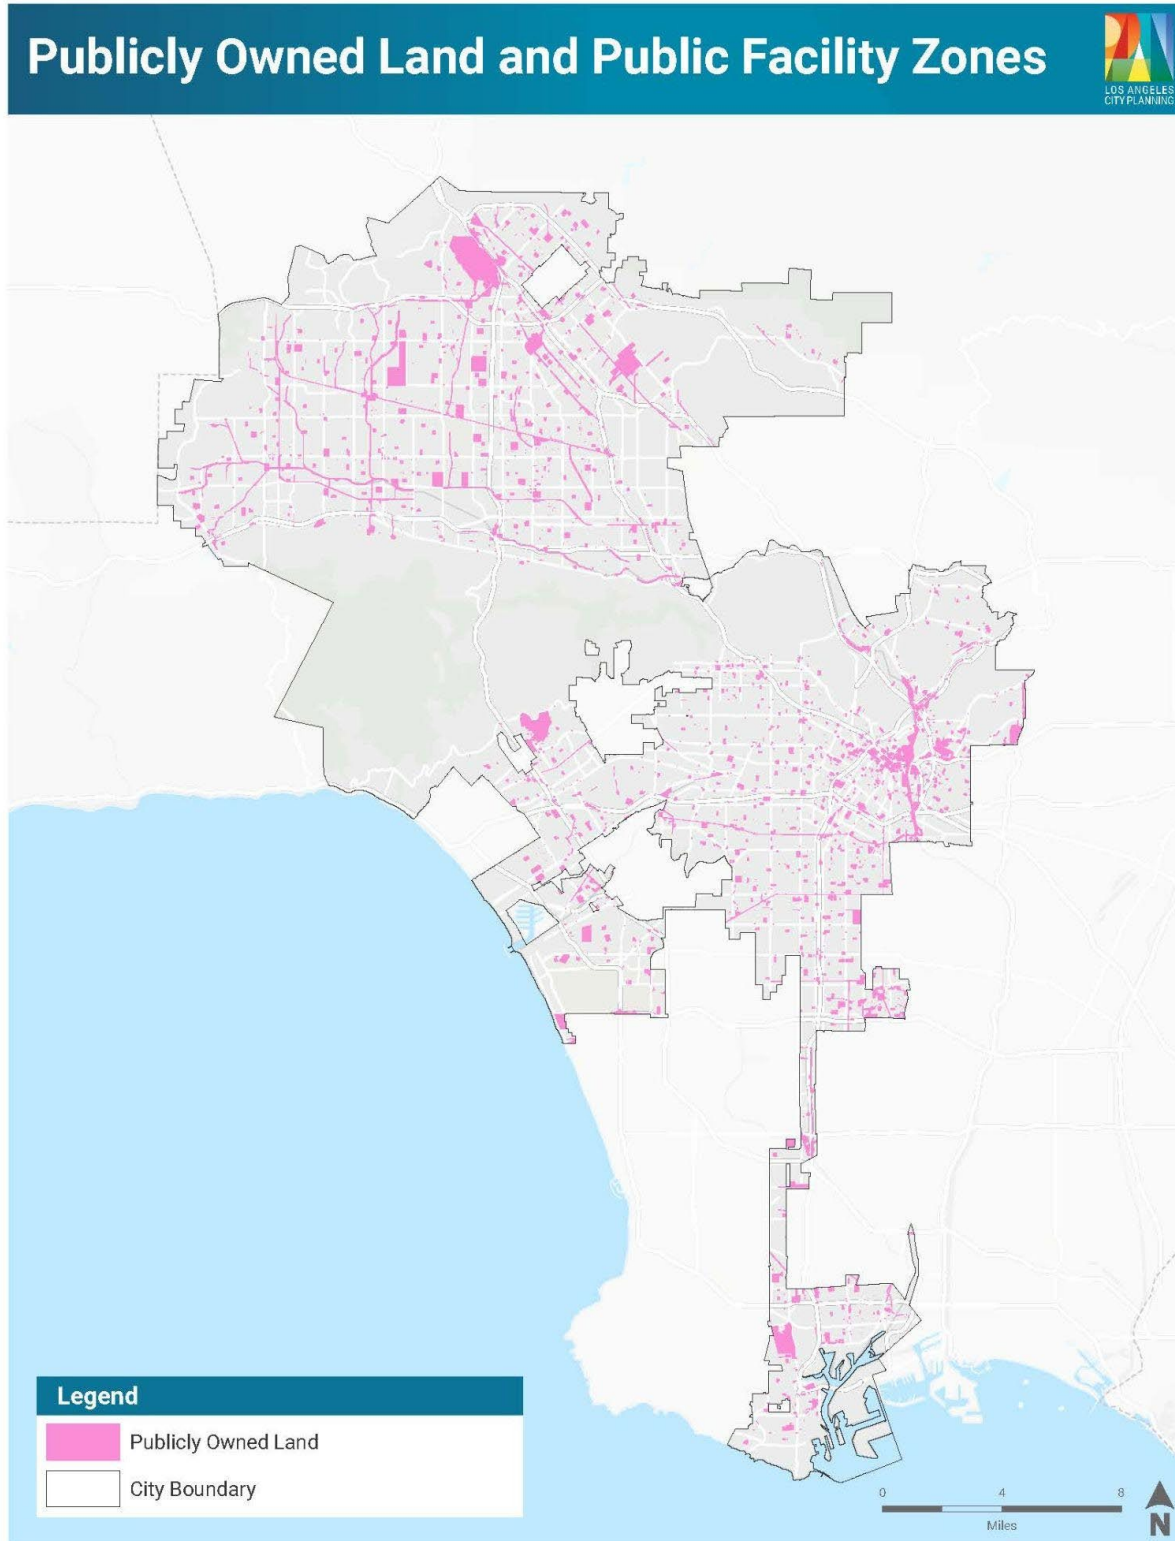 Publicly Owned Land and Public Facility Zones
LOS ANGELES
CITY PLANNING
Legend
Publicly Owned Land
City Boundary
0 4 8
Miles
N